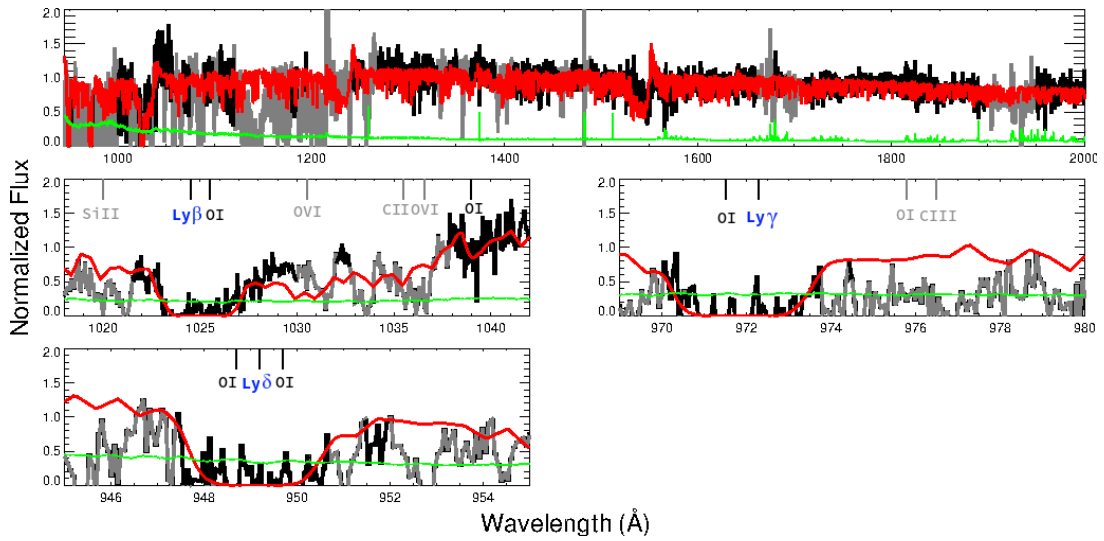 2.0
1.5
1.0
0.5
0.0
1000 1200 1400 1600 1800 2000
Normalized Flux
2.0
1.5
1.0
0.5
0.0
SiII Lyβ OI OVI CII OVI OI
1020 1025 1030 1035 1040
2.0
1.5
1.0
0.5
0.0
OI Lyγ OI CIII
970 972 974 976 978 980
2.0
1.5
1.0
0.5
0.0
OI Lyδ OI
946 948 950 952 954
Wavelength (Å)